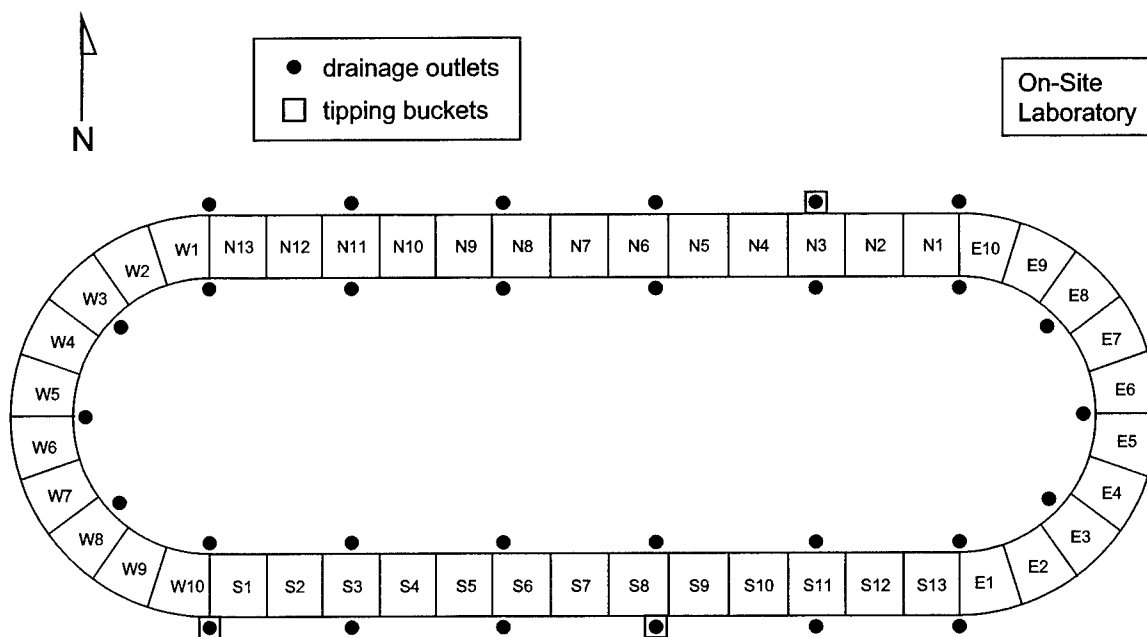 drainage outlets
tipping buckets
On-Site
Laboratory
N
W1 N13 N12 N11 N10 N9 N8 N7 N6 N5 N4 N3 N2 N1 E10
W2 E9
W3 E8
W4 E7
W5 E6
W6 E5
W7 E4
W8 E3
W9 E2
W10 S1 S2 S3 S4 S5 S6 S7 S8 S9 S10 S11 S12 S13 E1